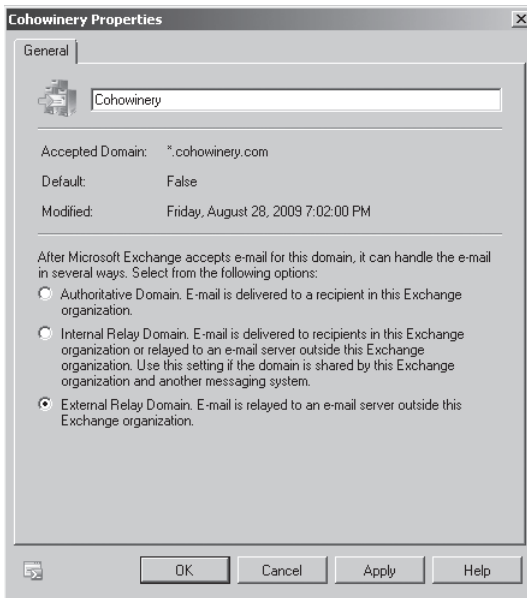 Cohowinery Properties
General
Cohowinery
Accepted Domain: *.cohowinery.com
Default: False
Modified: Friday, August 28, 2009 7:02:00 PM
After Microsoft Exchange accepts e-mail for this domain, it can handle the e-mail
in several ways. Select from the following options:
Authoritative Domain. E-mail is delivered to a recipient in this Exchange
organization.
Internal Relay Domain. E-mail is delivered to recipients in this Exchange
organization or relayed to an e-mail server outside this Exchange
organization. Use this setting if the domain is shared by this Exchange
organization and another messaging system.
External Relay Domain. E-mail is relayed to an e-mail server outside this
Exchange organization.
OK Cancel Apply Help